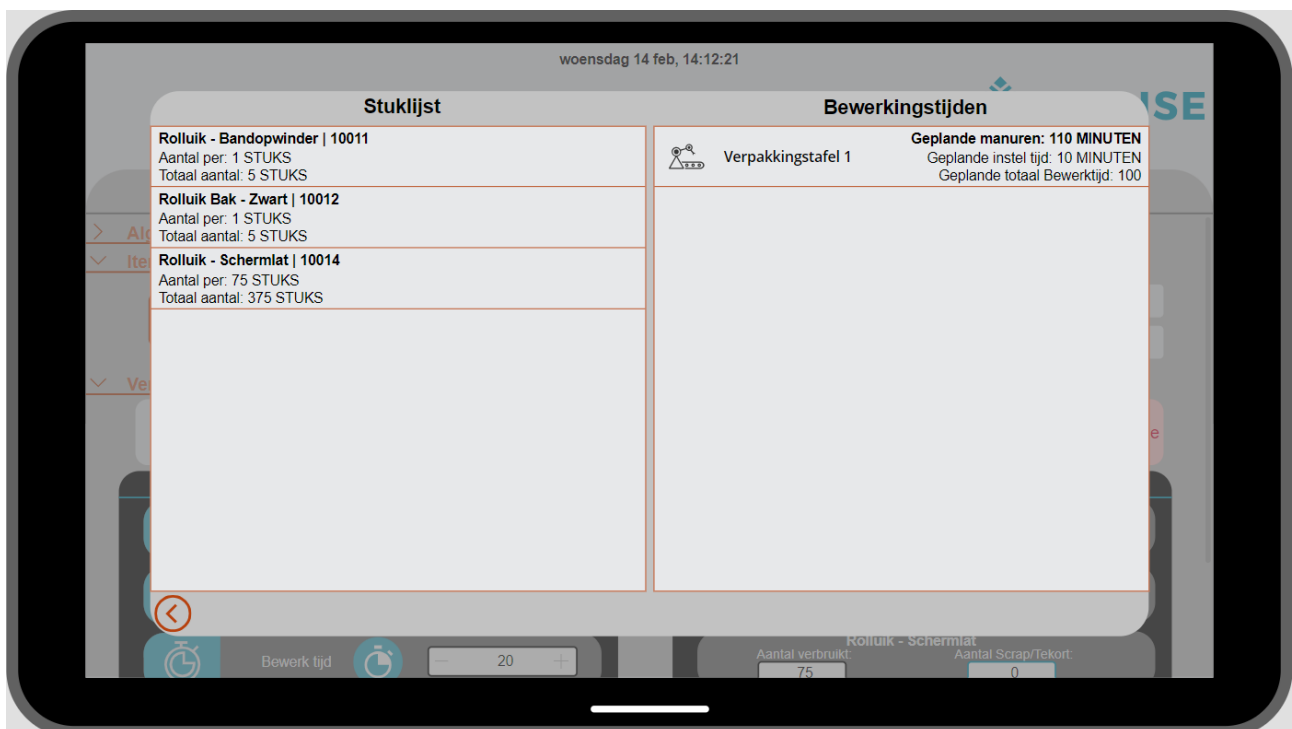 woensdag 14 feb, 14:12:21
Stuklijst
Rolluik - Bandopwinder | 10011
Aantal per: 1 STUKS
Totaal aantal: 5 STUKS
Rolluik Bak - Zwart | 10012
Aantal per: 1 STUKS
Totaal aantal: 5 STUKS
Rolluik - Schermlat | 10014
Aantal per: 75 STUKS
Totaal aantal: 375 STUKS
Bewerkingstijden
Verpakkingstafel 1
Geplande manuren: 110 MINUTEN
Geplande instel tijd: 10 MINUTEN
Geplande totaal Bewerktijd: 100
Bewerk tijd
20
Rolluik - Schermlat
Aantal verbruikt:
Aantal Scrap/Tekort:
75
0